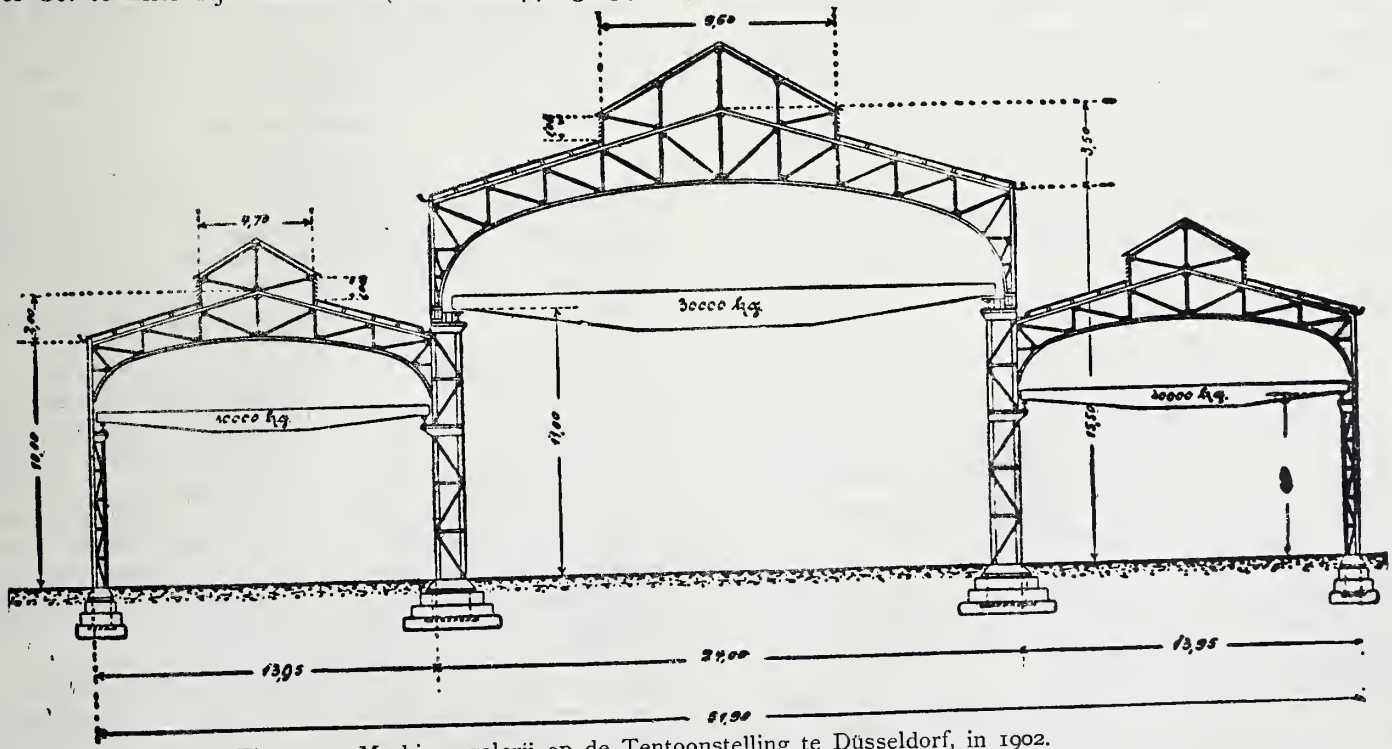 9,60
3,50
4,70
30000 kg.
3,00
10000 kg.
10000 kg.
10,00
11,00
15,50
13,95
24,00
13,95
51,90
op de Tentoonstelling te Düsseldorf, in 1902.